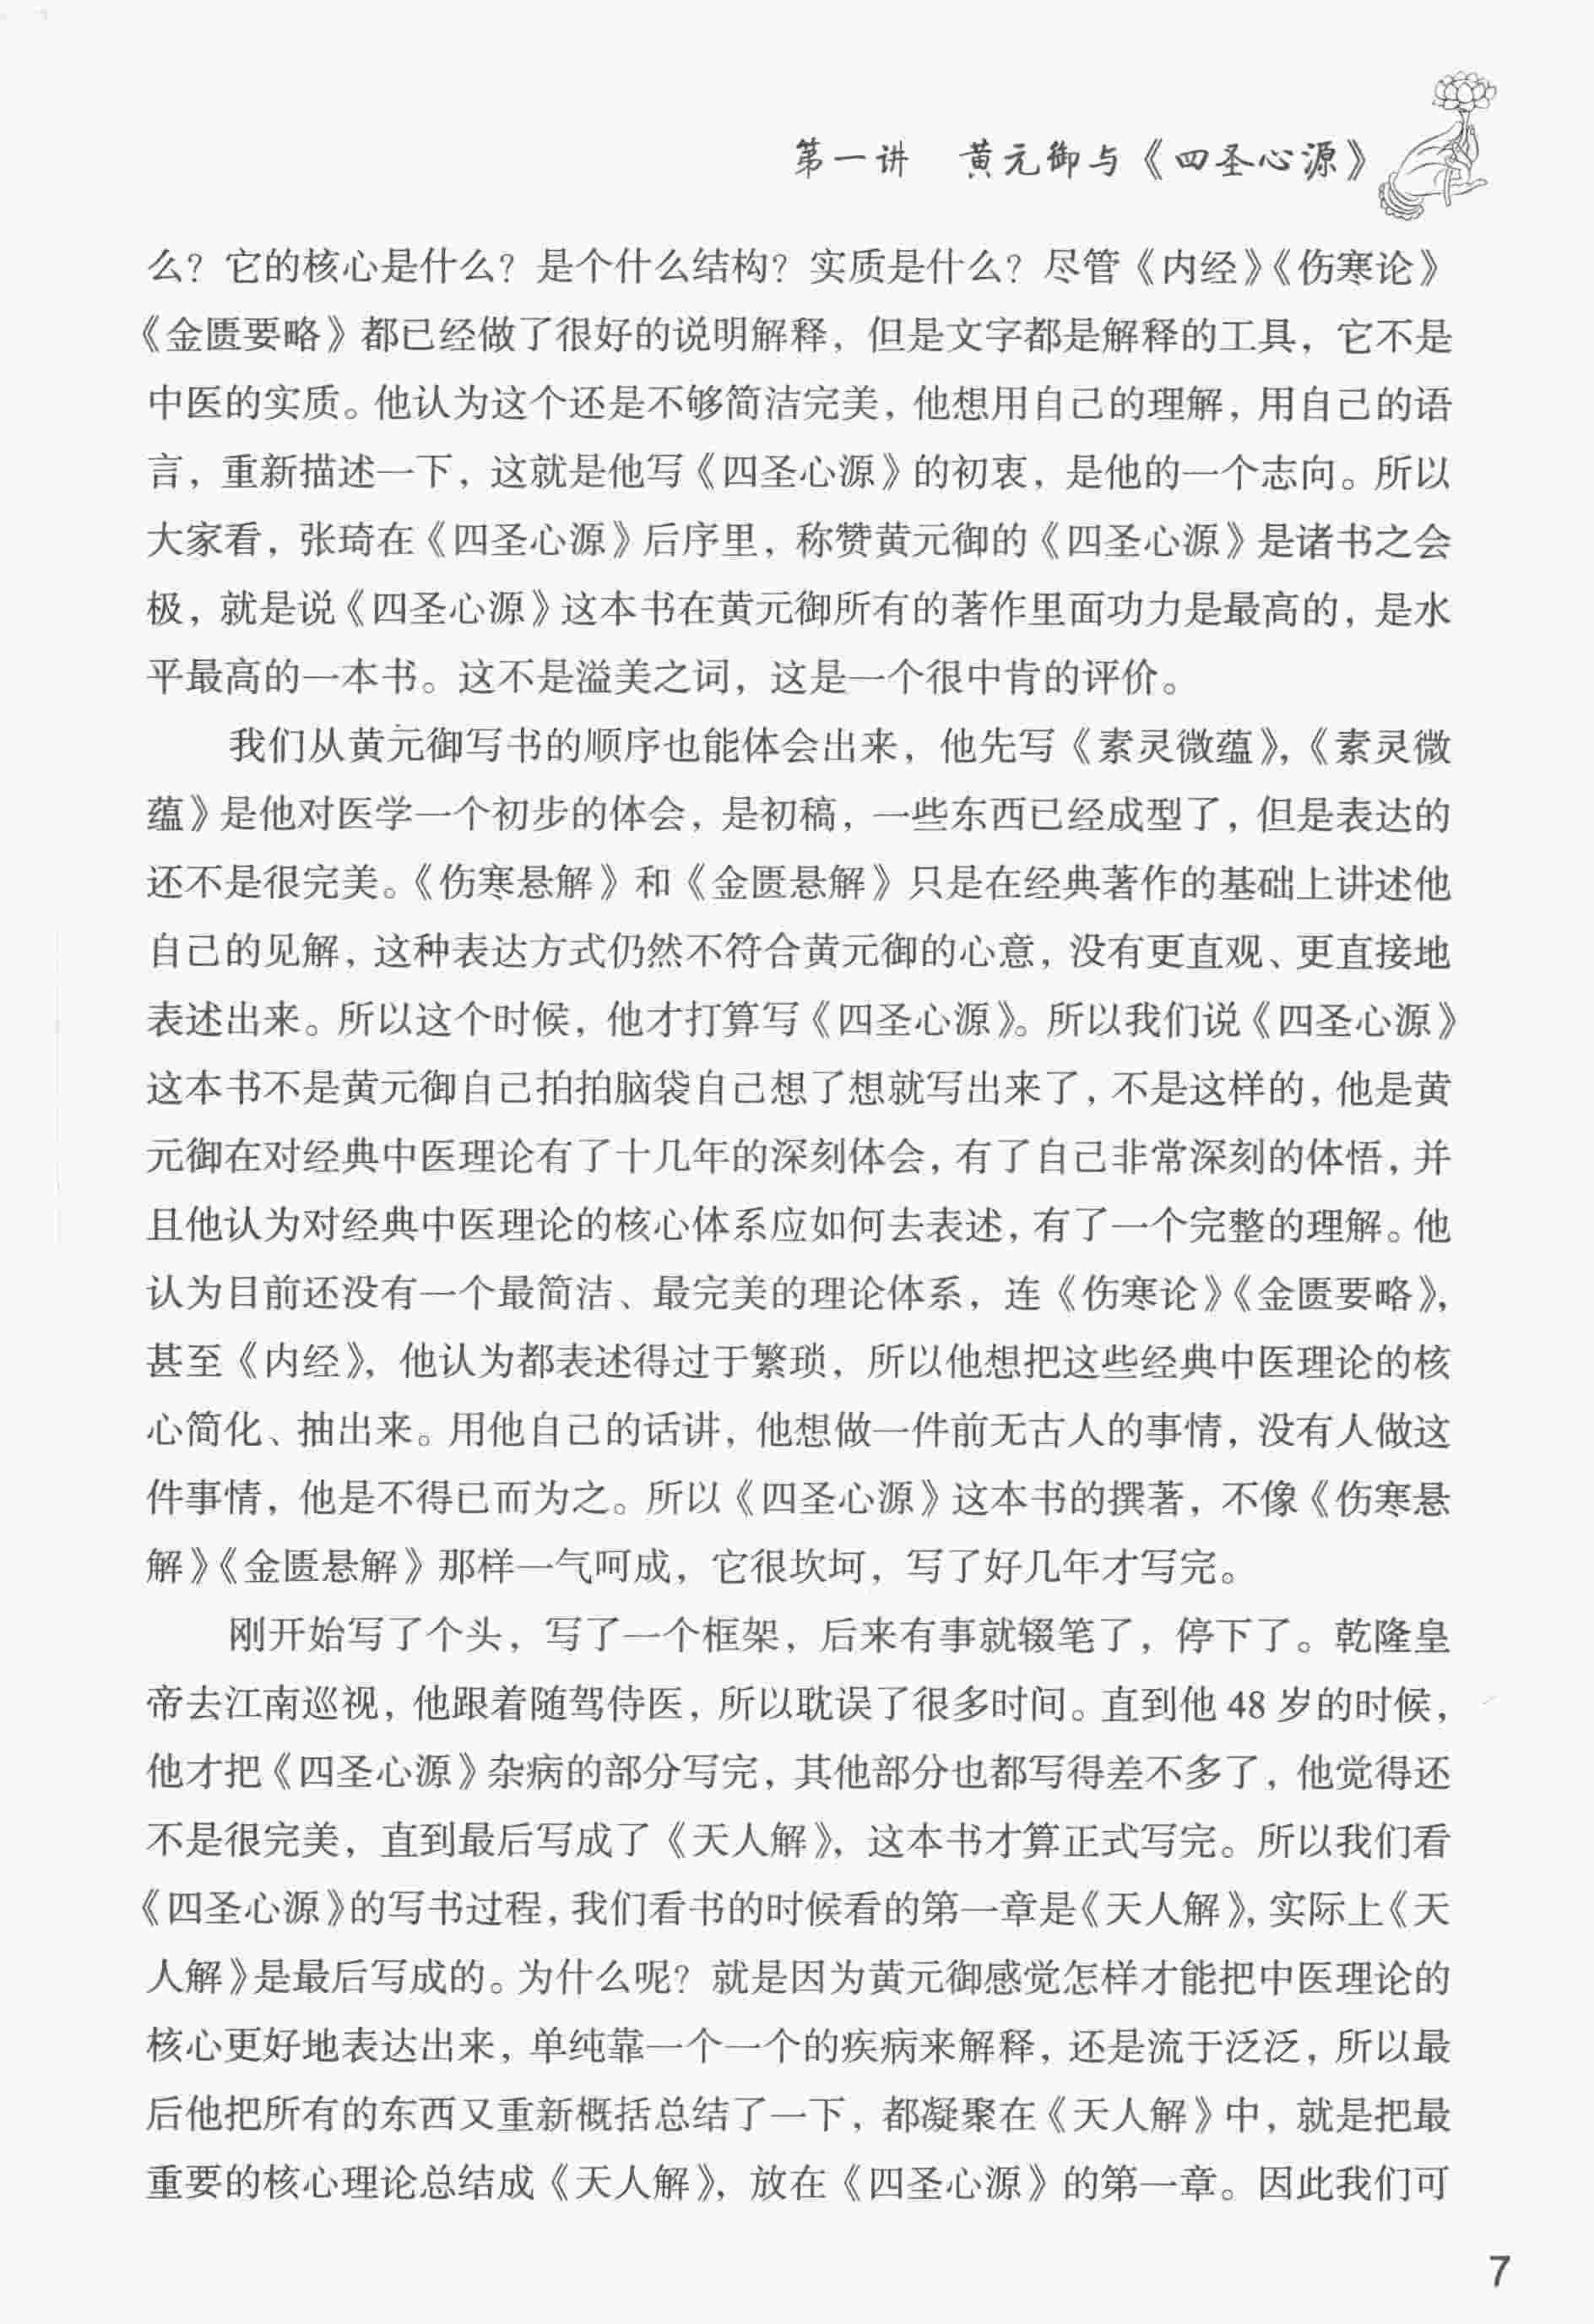 第一讲 黄元御与《四圣心源》
么？它的核心是什么？是个什么结构？实质是什么？尽管《内经》《伤寒论》
《金匮要略》都已经做了很好的说明解释，但是文字都是解释的工具，它不是
中医的实质。他认为这个还是不够简洁完美，他想用自己的理解，用自己的语
言，重新描述一下，这就是他写《四圣心源》的初衷，是他的一个志向。所以
大家看，张琦在《四圣心源》后序里，称赞黄元御的《四圣心源》是诸书之会
极，就是说《四圣心源》这本书在黄元御所有的著作里面功力是最高的，是水
平最高的一本书。这不是溢美之词，这是一个很中肯的评价。
我们从黄元御写书的顺序也能体会出来，他先写《素灵微蕴》，《素灵微
蕴》是他对医学一个初步的体会，是初稿，一些东西已经成型了，但是表达的
还不是很完美。《伤寒悬解》和《金匮悬解》只是在经典著作的基础上讲述他
自己的见解，这种表达方式仍然不符合黄元御的心意，没有更直观、更直接地
表述出来。所以这个时候，他才打算写《四圣心源》。所以我们说《四圣心源》
这本书不是黄元御自己拍拍脑袋自己想了想就写出来了，不是这样的，他是黄
元御在对经典中医理论有了十几年的深刻体会，有了自己非常深刻的体悟，并
且他认为对经典中医理论的核心体系应如何去表述，有了一个完整的理解。他
认为目前还没有一个最简洁、最完美的理论体系，连《伤寒论》《金匮要略》，
甚至《内经》，他认为都表述得过于繁琐，所以他想把这些经典中医理论的核
心简化、抽出来。用他自己的话讲，他想做一件前无古人的事情，没有人做这
件事情，他是不得已而为之。所以《四圣心源》这本书的撰著，不像《伤寒悬
解》《金匮悬解》那样一气呵成，它很坎坷，写了好几年才写完。
刚开始写了个头，写了一个框架，后来有事就辍笔了，停下了。乾隆皇
帝去江南巡视，他跟着随驾侍医，所以耽误了很多时间。直到他 48 岁的时候，
他才把《四圣心源》杂病的部分写完，其他部分也都写得差不多了，他觉得还
不是很完美，直到最后写成了《天人解》，这本书才算正式写完。所以我们看
《四圣心源》的写书过程，我们看书的时候看的第一章是《天人解》，实际上《天
人解》是最后写成的。为什么呢？就是因为黄元御感觉怎样才能把中医理论的
核心更好地表达出来，单纯靠一个一个的疾病来解释，还是流于泛泛，所以最
后他把所有的东西又重新概括总结了一下，都凝聚在《天人解》中，就是把最
重要的核心理论总结成《天人解》，放在《四圣心源》的第一章。因此我们可
7